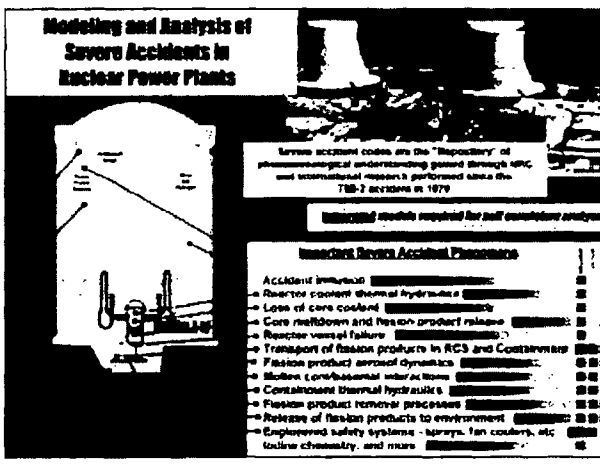 Modeling and Analysis of
Severe Accidents in
Nuclear Power Plants
Severe accident codes are the "Repository" of
phenomenological understanding gained through NRC
and international research performed since the
TMI-2 accident in 1979
Integrated models required for self consistent analysis
Important Severe Accident Phenomena
Accident initiation
Reactor coolant thermal hydraulics
Loss of core coolant
Core meltdown and fission product release
Reactor vessel failure
Transport of fission products in RCS and Containment
Fission product aerosol dynamics
Molten core/basemat interactions
Containment thermal hydraulics
Fission product removal processes
Release of fission products to environment
Engineered safety systems - sprays, fan coolers, etc
Iodine chemistry, and more